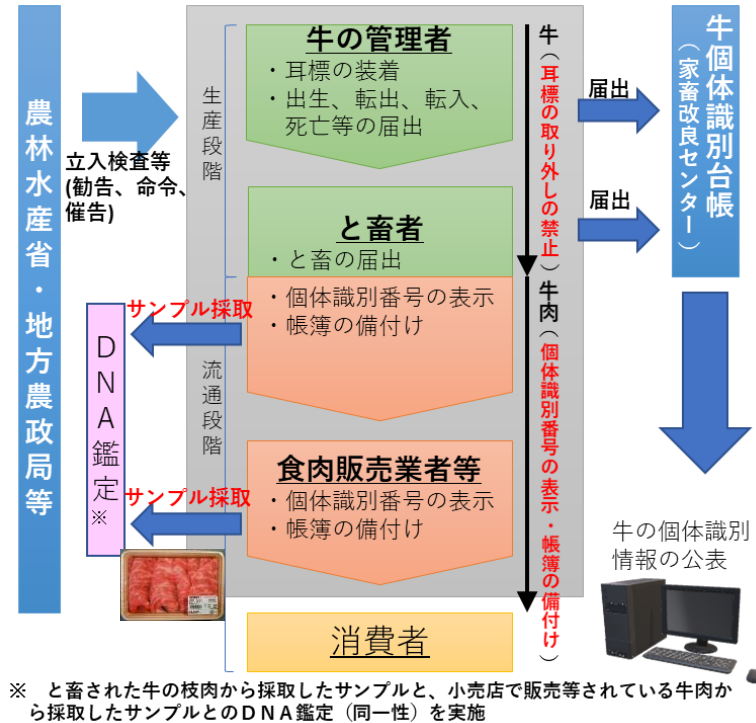 農林水産省・地方農政局等
立入検査等
(勧告、命令、
催告)
生産段階
牛の管理者
・耳標の装着
・出生、転出、転入、
死亡等の届出
と畜者
・と畜の届出
・個体識別番号の表示
・帳簿の備付け
流通段階
食肉販売業者等
・個体識別番号の表示
・帳簿の備付け
消費者
牛（耳標の取り外しの禁止）
牛肉（個体識別番号の表示・帳簿の備付け）
届出
届出
牛個体識別台帳
（家畜改良センター）
サンプル採取
サンプル採取
DNA鑑定※
牛の個体識別
情報の公表
※　と畜された牛の枝肉から採取したサンプルと、小売店で販売等されている牛肉か
ら採取したサンプルとのＤＮＡ鑑定（同一性）を実施